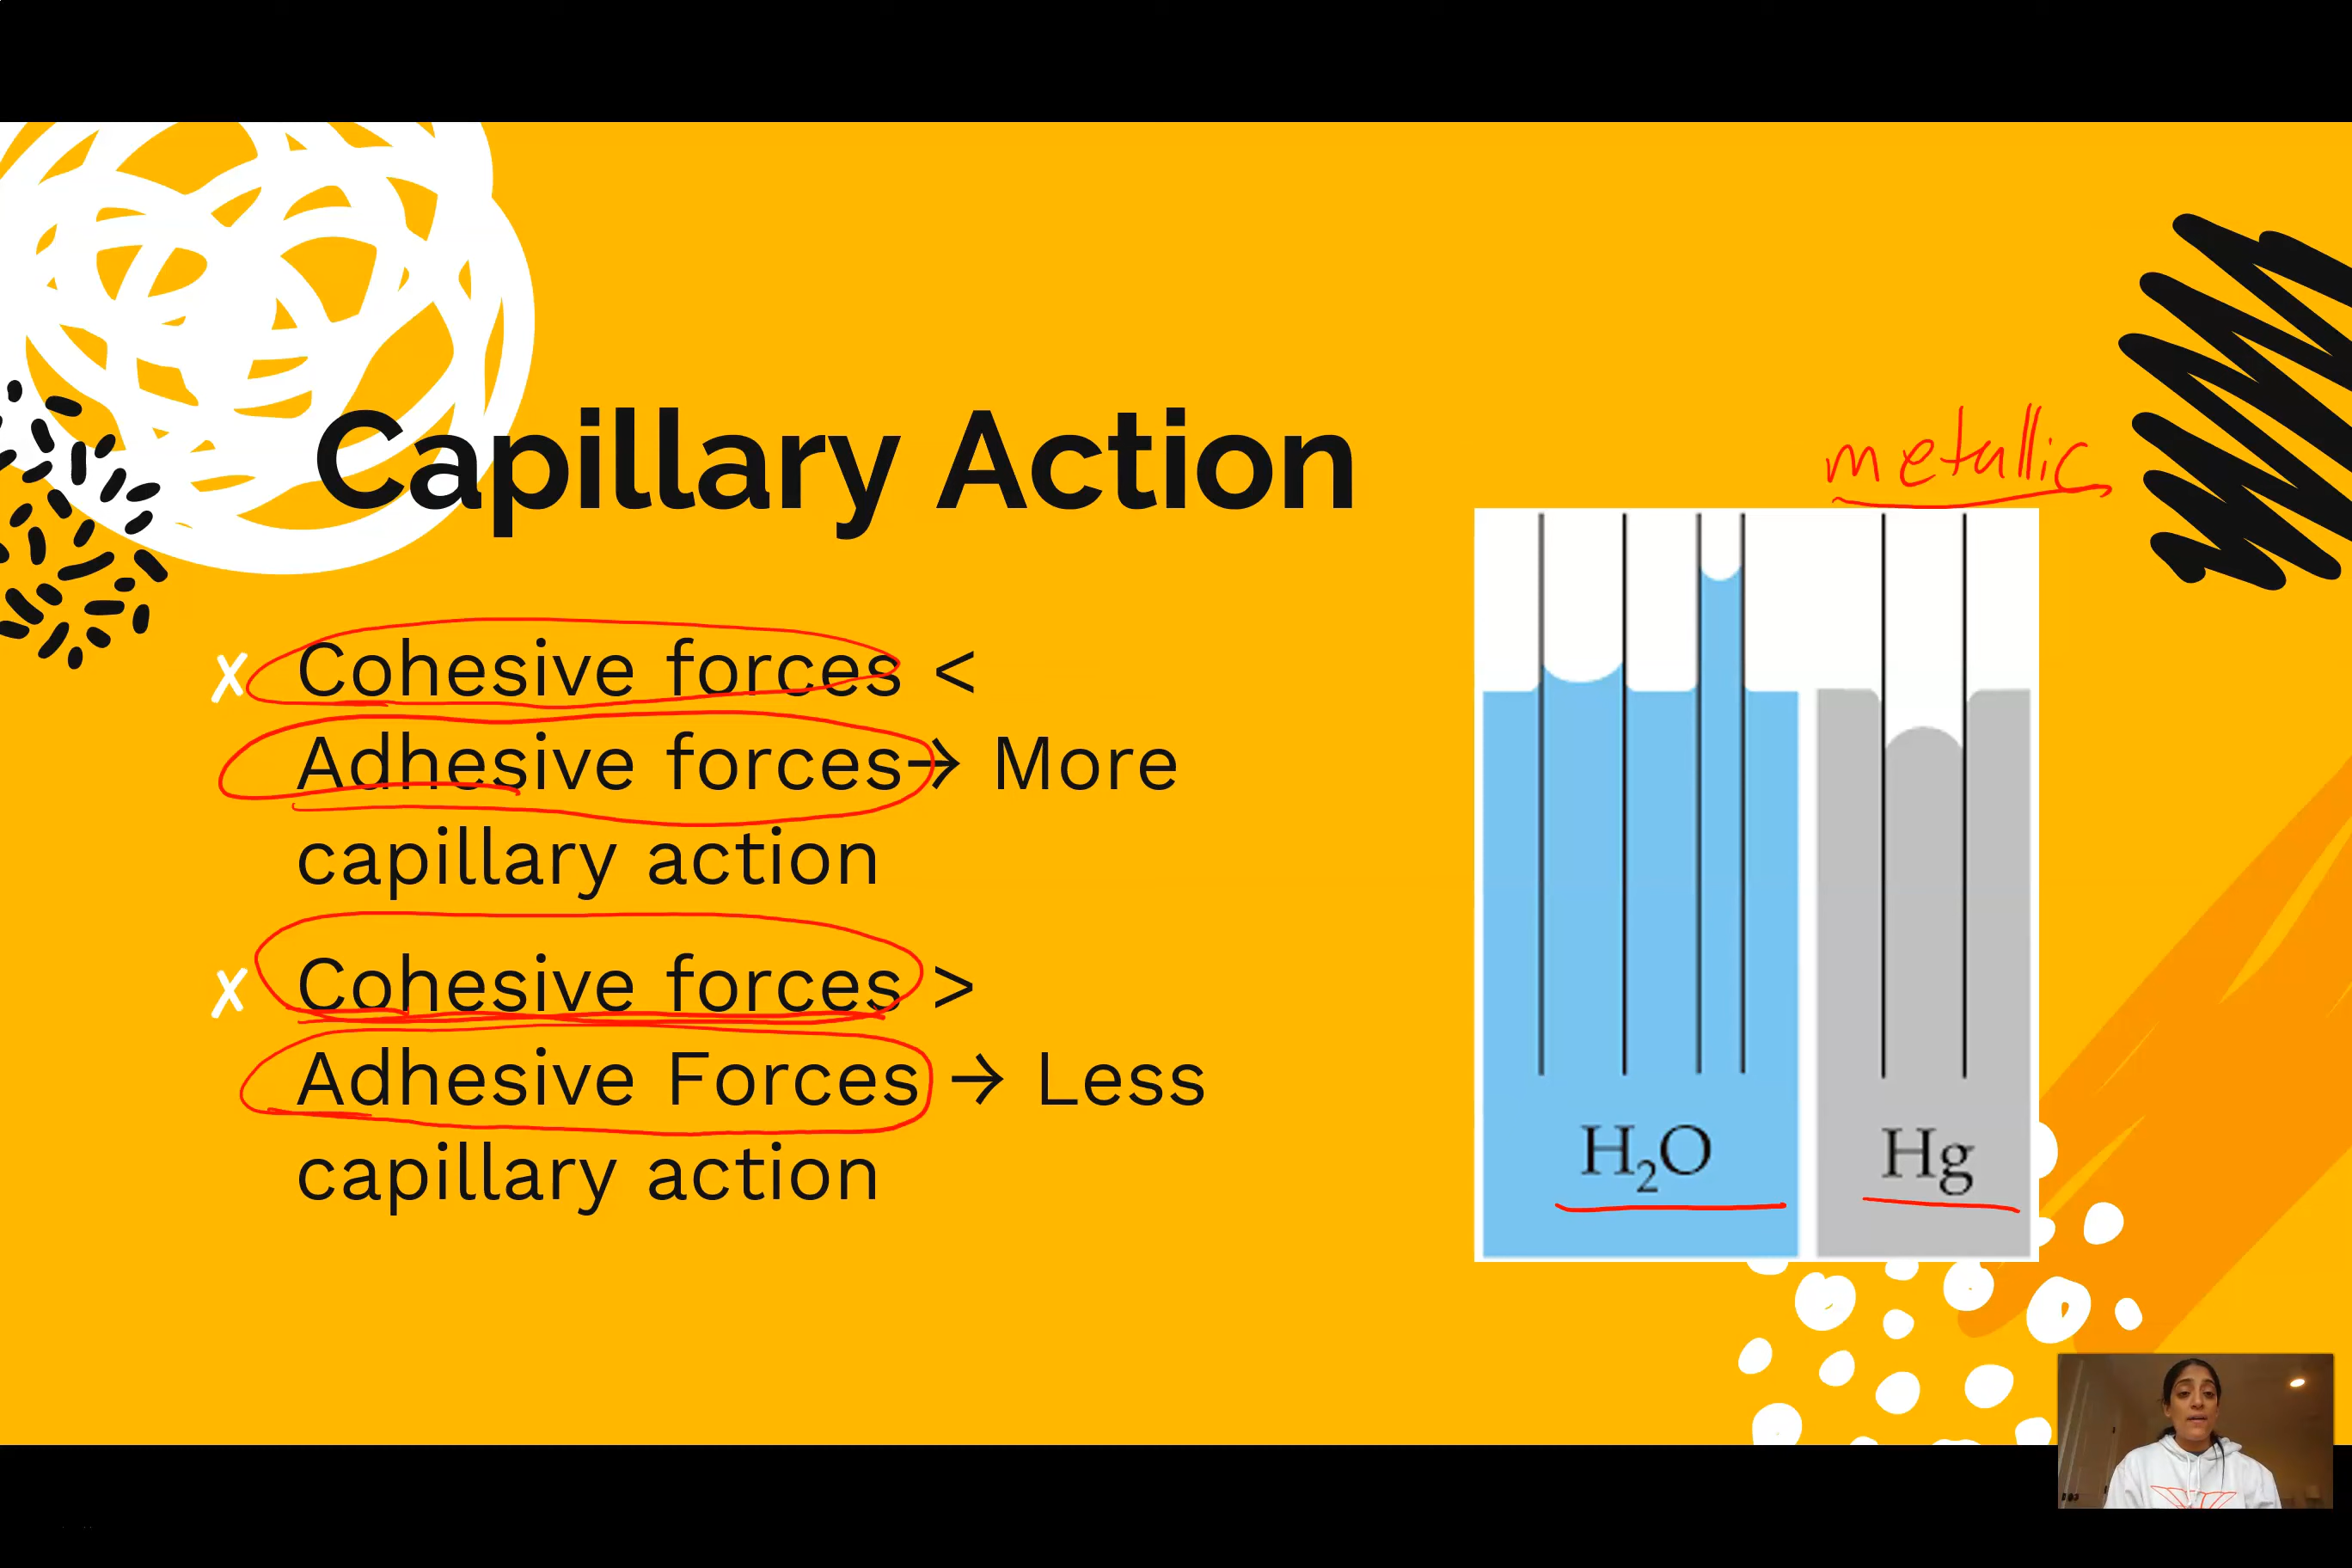 Capillary Action
metallic
Cohesive forces <
Adhesive forces→ More
capillary action
Cohesive forces >
Adhesive Forces → Less
capillary action
H₂O
Hg